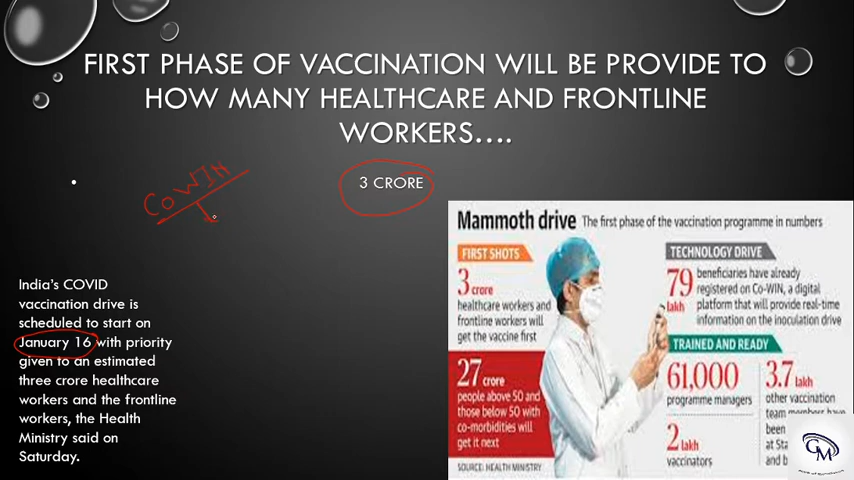 FIRST PHASE OF VACCINATION WILL BE PROVIDE TO
HOW MANY HEALTHCARE AND FRONTLINE
WORKERS....
• 3 CRORE
CoWIN
India's COVID
vaccination drive is
scheduled to start on
January 16 with priority
given to an estimated
three crore healthcare
workers and the frontline
workers, the Health
Ministry said on
Saturday.
Mammoth drive The first phase of the vaccination programme in numbers
FIRST SHOTS
3 crore
healthcare workers and
frontline workers will
get the vaccine first
27 crore
people above 50 and
those below 50 with
co-morbidities will
get it next
SOURCE: HEALTH MINISTRY
TECHNOLOGY DRIVE
79 lakh
beneficiaries have already
registered on Co-WIN, a digital
platform that will provide real-time
information on the inoculation drive
TRAINED AND READY
61,000
programme managers
2 lakh
vaccinators
3.7 lakh
other vaccination
team members have
been
at Sta
and b
GM